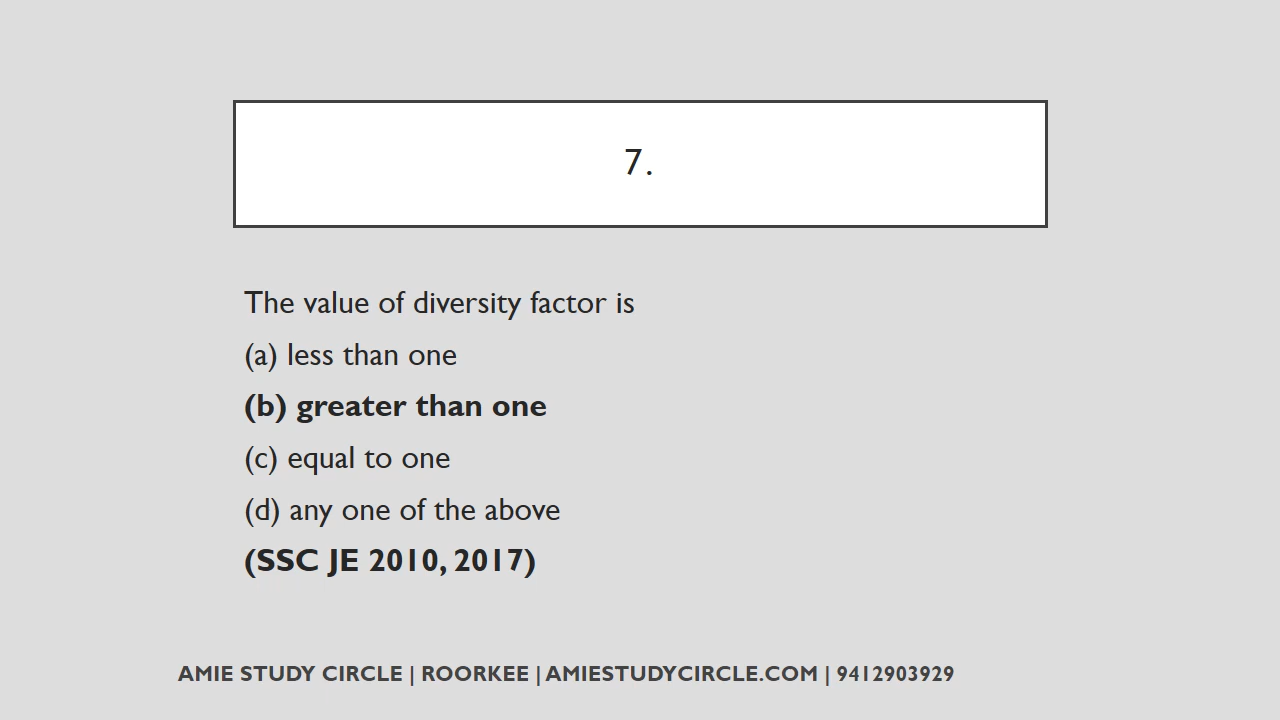 7.
The value of diversity factor is
(a) less than one
(b) greater than one
(c) equal to one
(d) any one of the above
(SSC JE 2010, 2017)
AMIE STUDY CIRCLE | ROORKEE | AMIESTUDYCIRCLE.COM | 9412903929